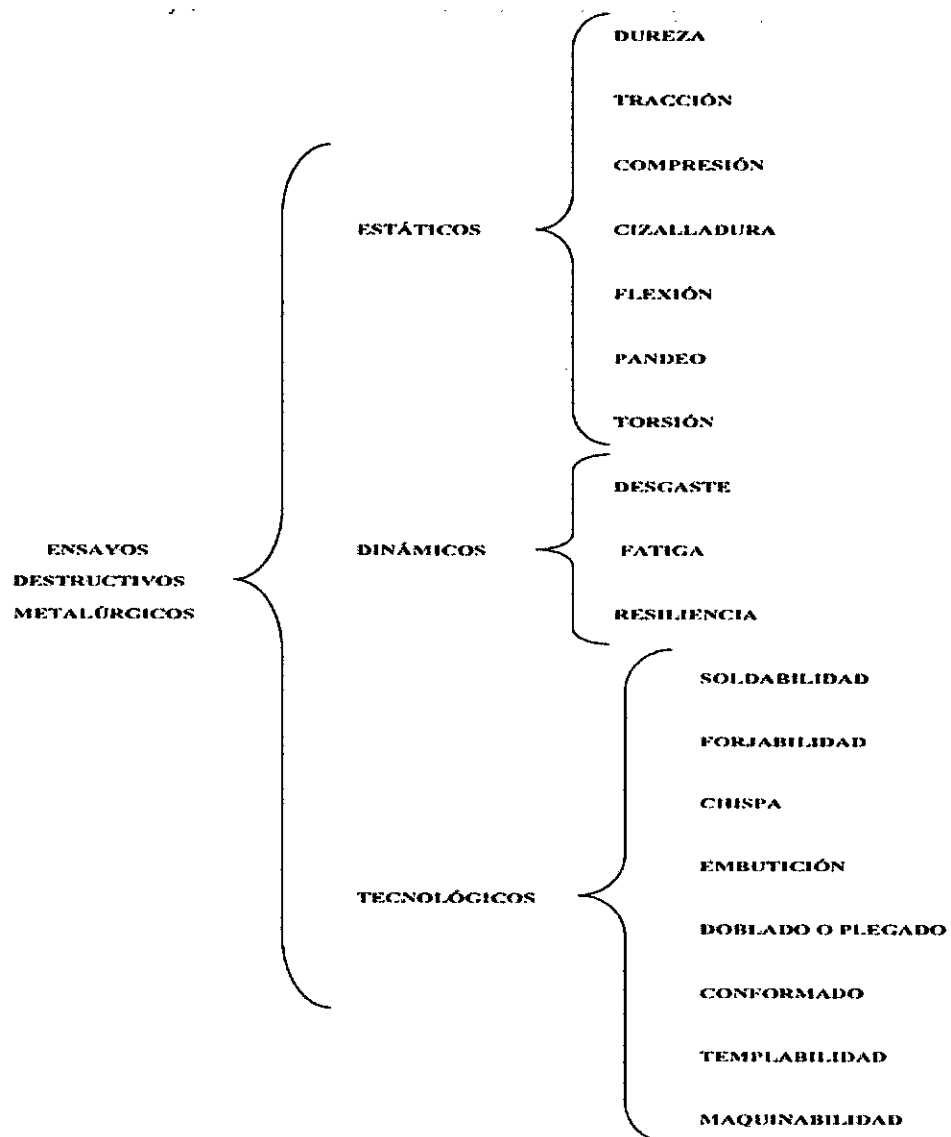 DUREZA
TRACCIÓN
COMPRESIÓN
ESTÁTICOS
CIZALLADURA
FLEXIÓN
PANDEO
TORSIÓN
DESGASTE
ENSAYOS
DESTRUCTIVOS
METALÚRGICOS
DINÁMICOS
FATIGA
RESILIENCIA
SOLDABILIDAD
FORJABILIDAD
CHISPA
EMBUTICIÓN
TECNOLÓGICOS
DOBLADO O PLEGADO
CONFORMADO
TEMPLABILIDAD
MAQUINABILIDAD